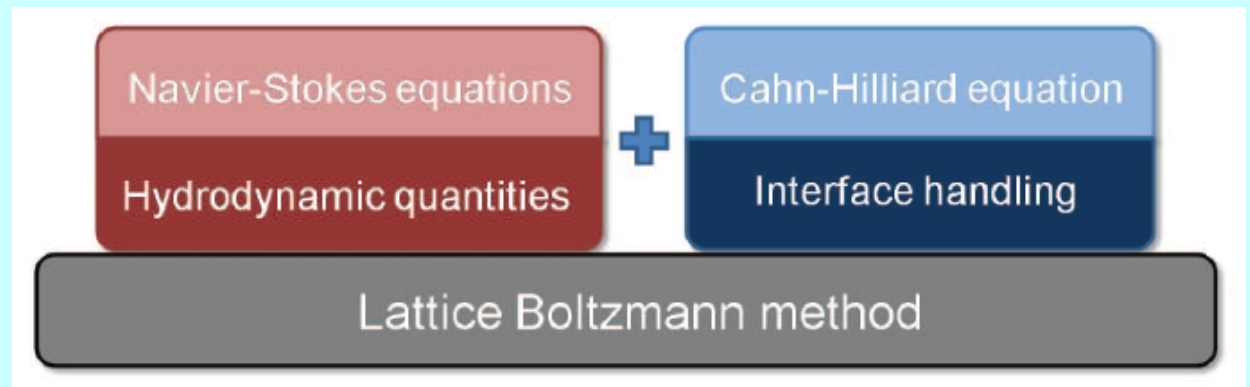 Navier-Stokes equations
Hydrodynamic quantities
Cahn-Hilliard equation
Interface handling
Lattice Boltzmann method